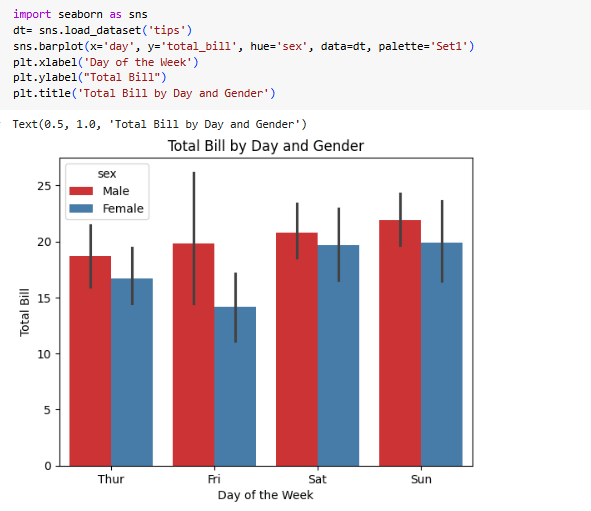 import seaborn as sns
dt= sns.load_dataset('tips')
sns.barplot(x='day', y='total_bill', hue='sex', data=dt, palette='Set1')
plt.xlabel('Day of the Week')
plt.ylabel("Total Bill")
plt.title('Total Bill by Day and Gender')
Text(0.5, 1.0, 'Total Bill by Day and Gender')
Total Bill by Day and Gender
sex
Male
Female
25
20
15
10
5
0
Total Bill
Thur Fri Sat Sun
Day of the Week